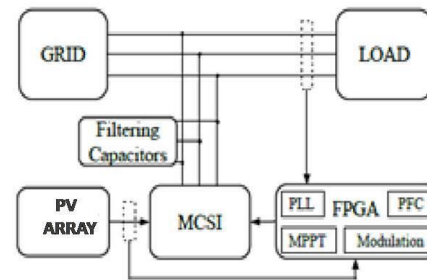 GRID
LOAD
Filtering
Capacitors
PV
ARRAY
MCSI
PLL
FPGA
PFC
MPPT
Modulation